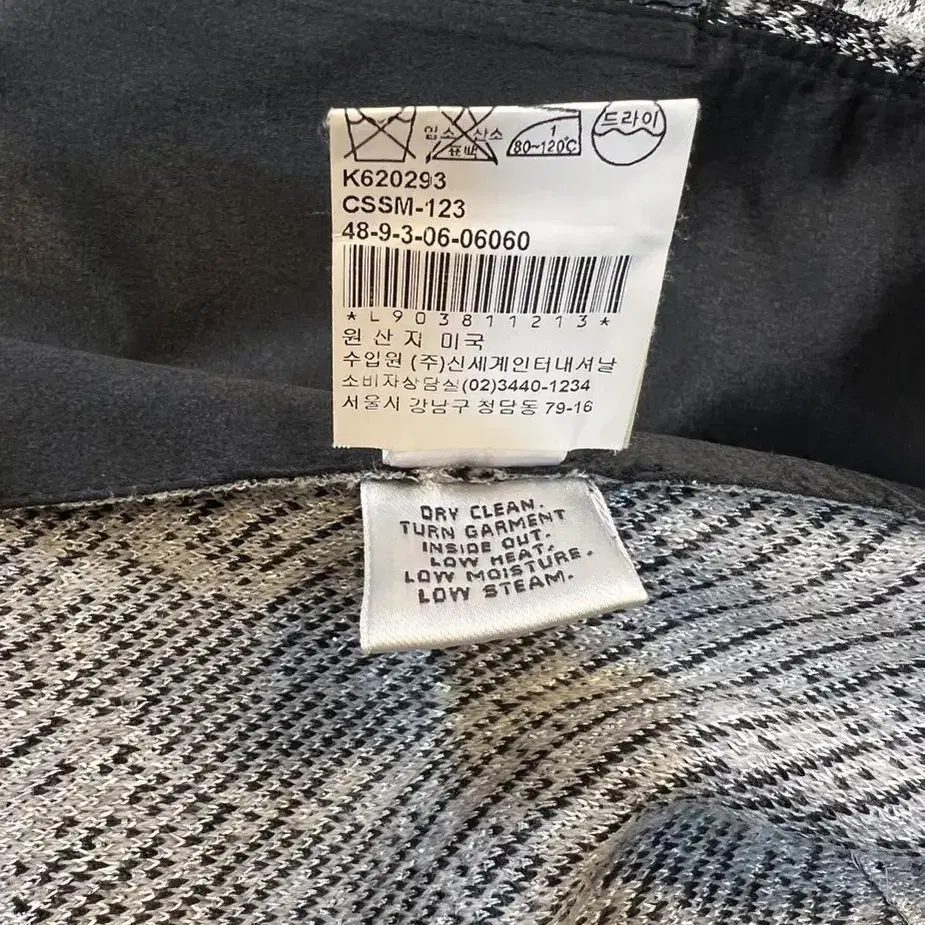 염소 산소 표백 1 80~120℃ 드라이
K620293
CSSM-123
48-9-3-06-06060
*L903811213*
원산지 미국
수입원 (주)신세계인터내셔날
소비자상담실(02)3440-1234
서울시 강남구 청담동 79-16
DRY CLEAN.
TURN GARMENT
INSIDE OUT.
LOW HEAT.
LOW MOISTURE.
LOW STEAM.